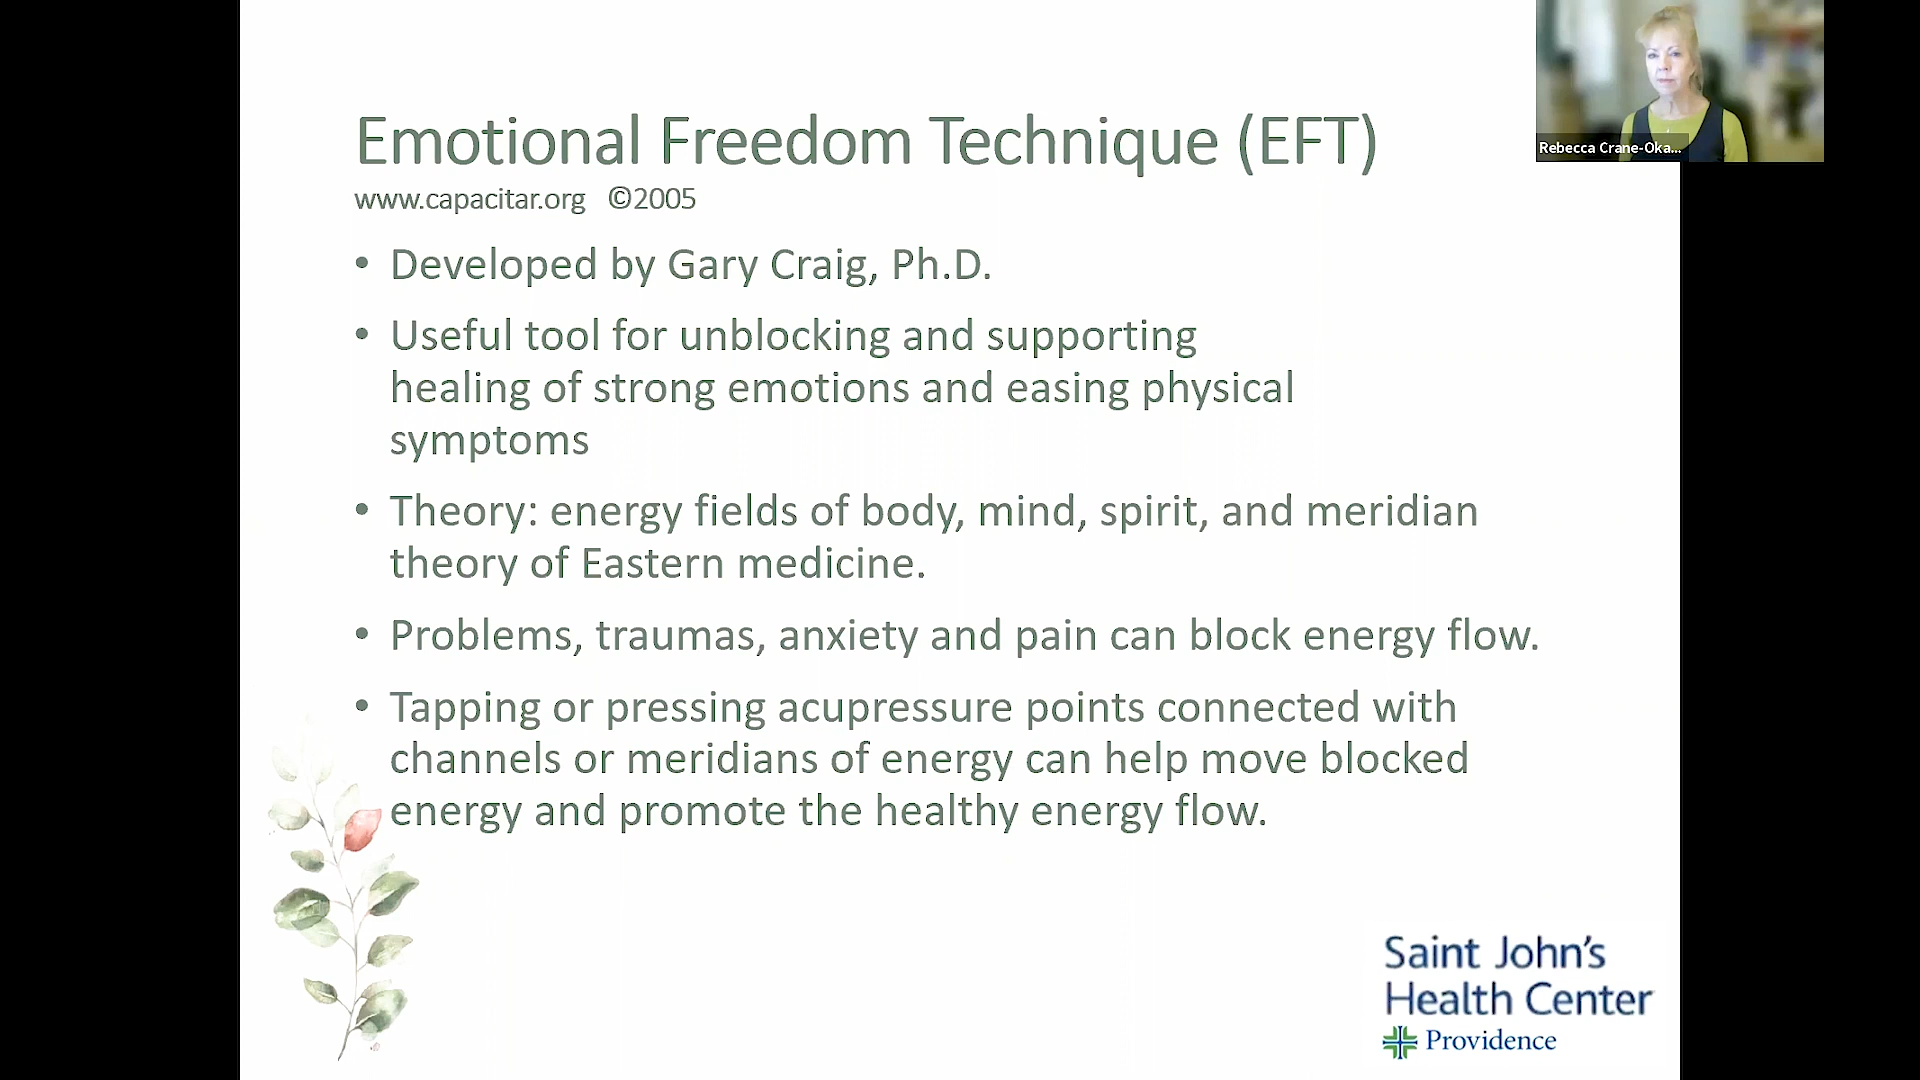 Emotional Freedom Technique (EFT)
www.capacitar.org ©2005
• Developed by Gary Craig, Ph.D.
• Useful tool for unblocking and supporting
healing of strong emotions and easing physical
symptoms
• Theory: energy fields of body, mind, spirit, and meridian
theory of Eastern medicine.
• Problems, traumas, anxiety and pain can block energy flow.
• Tapping or pressing acupressure points connected with
channels or meridians of energy can help move blocked
energy and promote the healthy energy flow.
Rebecca Crane-Oka...
Saint John's
Health Center
Providence